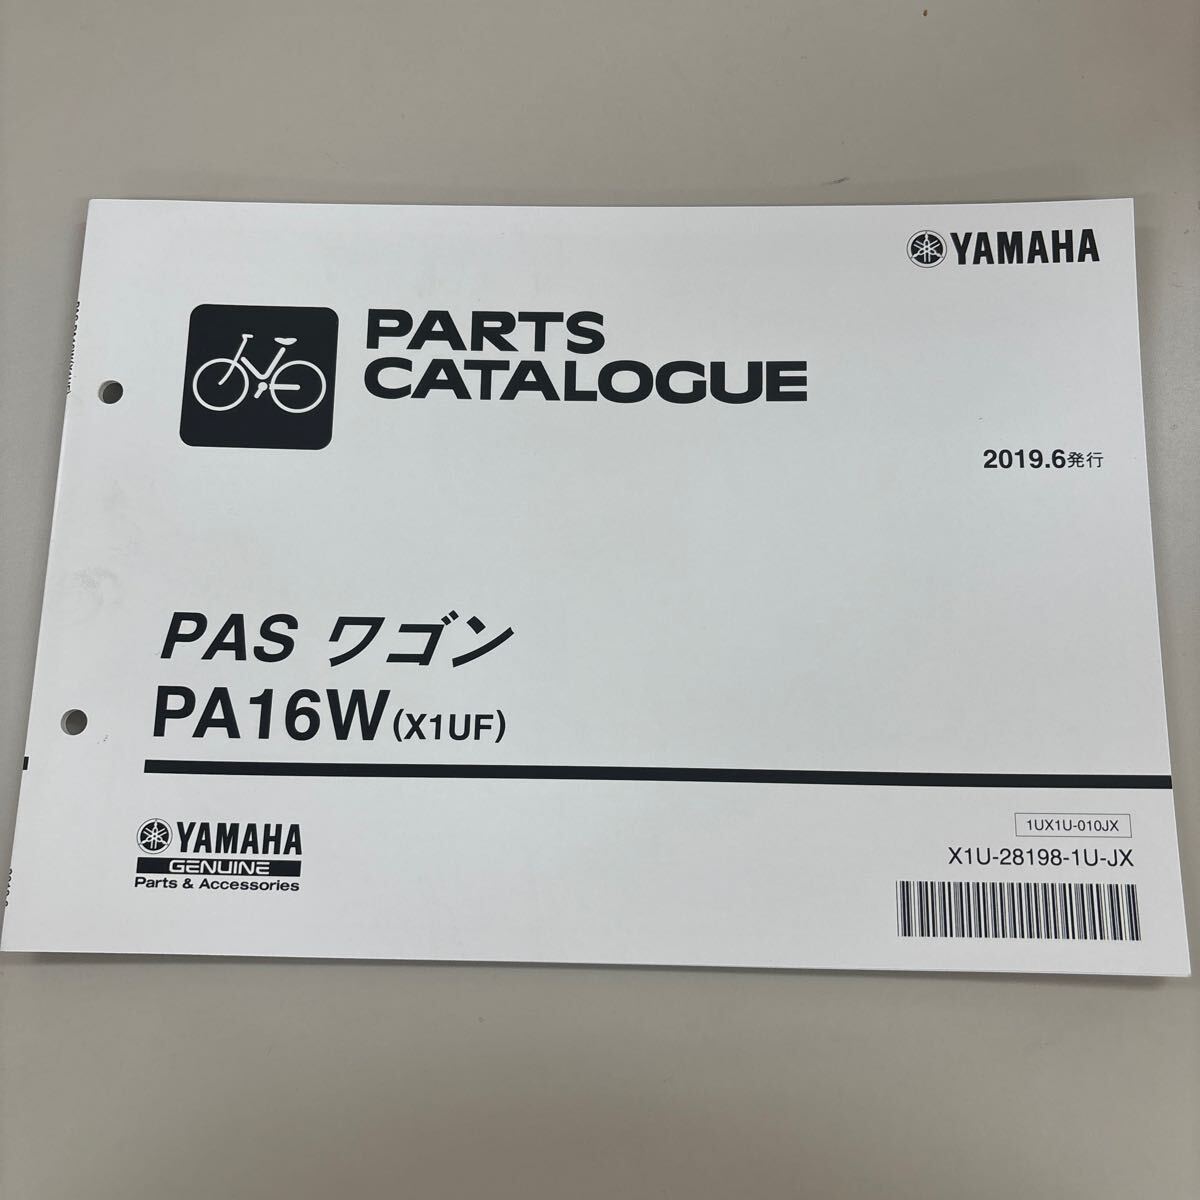 YAMAHA
PARTS
CATALOGUE
2019.6発行
PAS ワゴン
PA16W(X1UF)
YAMAHA
GENUINE
Parts & Accessories
1UX1U-010JX
X1U-28198-1U-JX